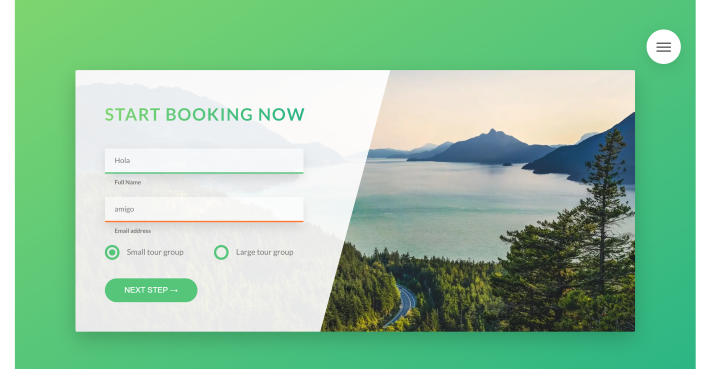 START BOOKING NOW
Hola
Full Name
amigo
Email address
Small tour group
Large tour group
NEXT STEP →